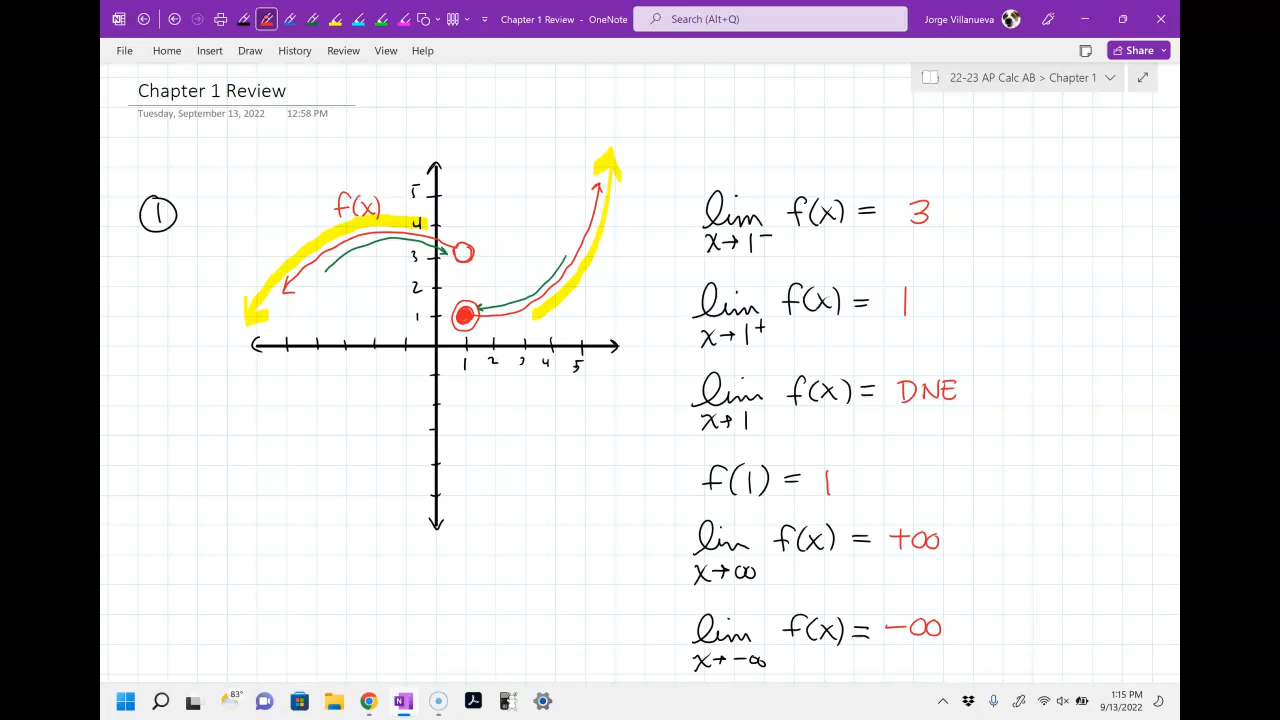 Chapter 1 Review - OneNote
Search (Alt+Q)
Jorge Villanueva
File Home Insert Draw History Review View Help
Share
22-23 AP Calc AB > Chapter 1
Chapter 1 Review
Tuesday, September 13, 2022 12:58 PM
1
f(x)
5
4
3
2
1
1 2 3 4 5
lim f(x) = 3
x→1⁻
lim f(x) = 1
x→1⁺
lim f(x) = DNE
x→1
f(1) = 1
lim f(x) = +∞
x→∞
lim f(x) = -∞
x→-∞
83°
1:15 PM
9/13/2022